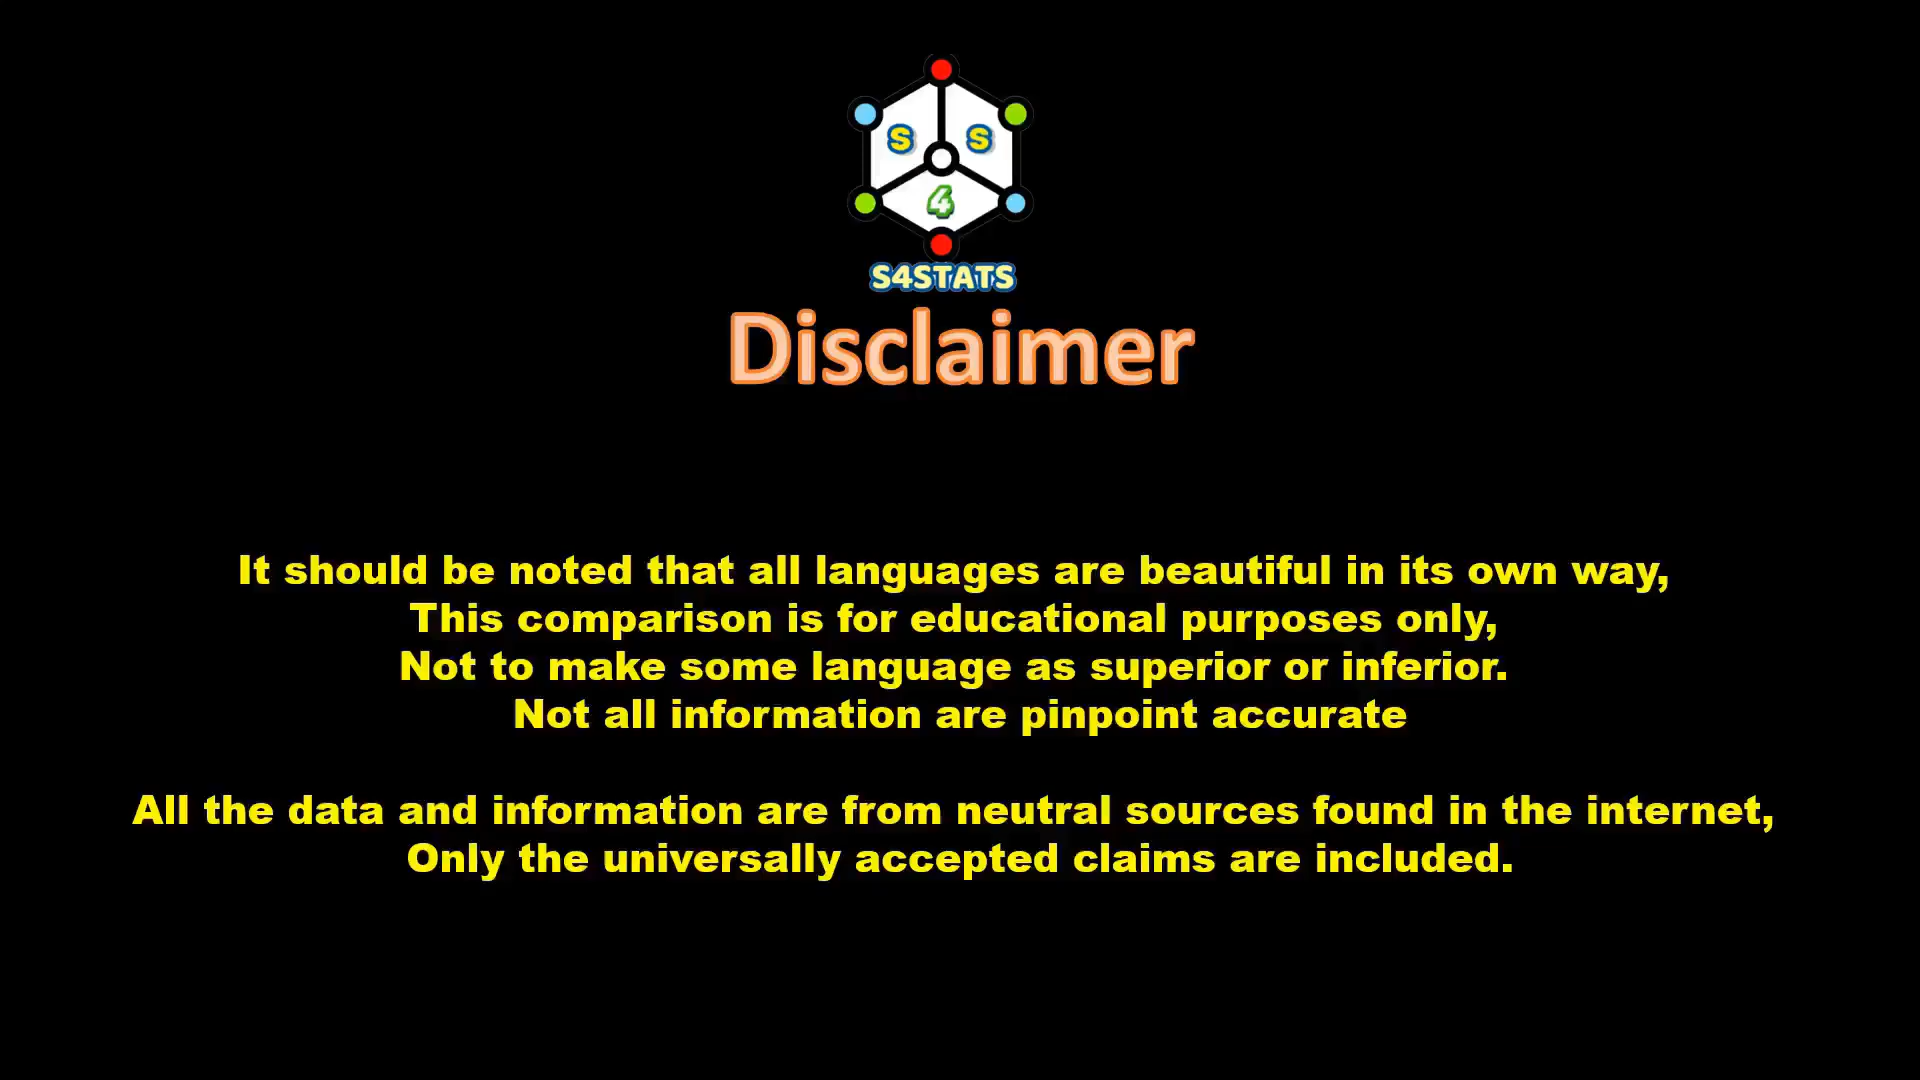 S S
4
S4STATS
Disclaimer
It should be noted that all languages are beautiful in its own way,
This comparison is for educational purposes only,
Not to make some language as superior or inferior.
Not all information are pinpoint accurate
All the data and information are from neutral sources found in the internet,
Only the universally accepted claims are included.